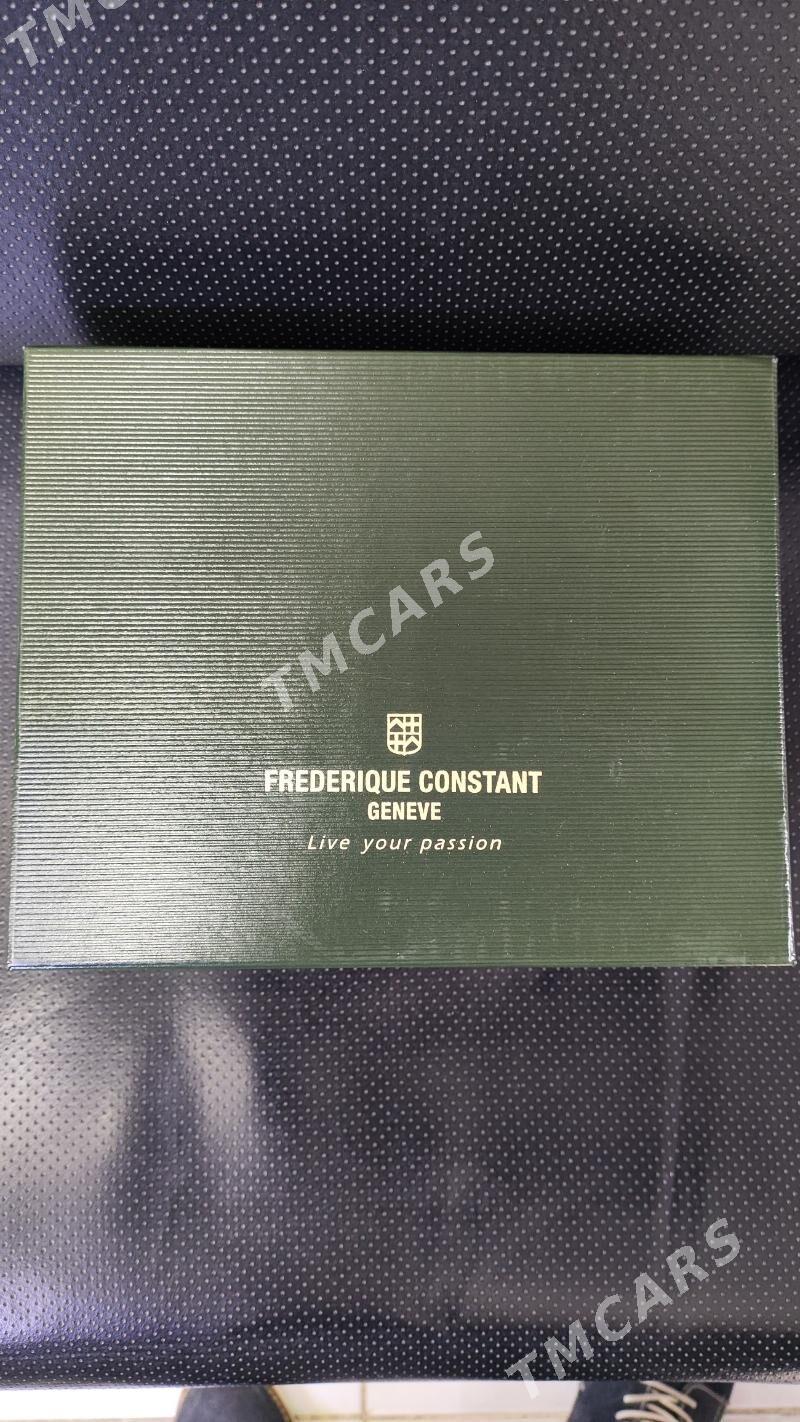 TMC
TMCARS
FREDERIQUE CONSTANT
GENEVE
Live your passion
TMCARS